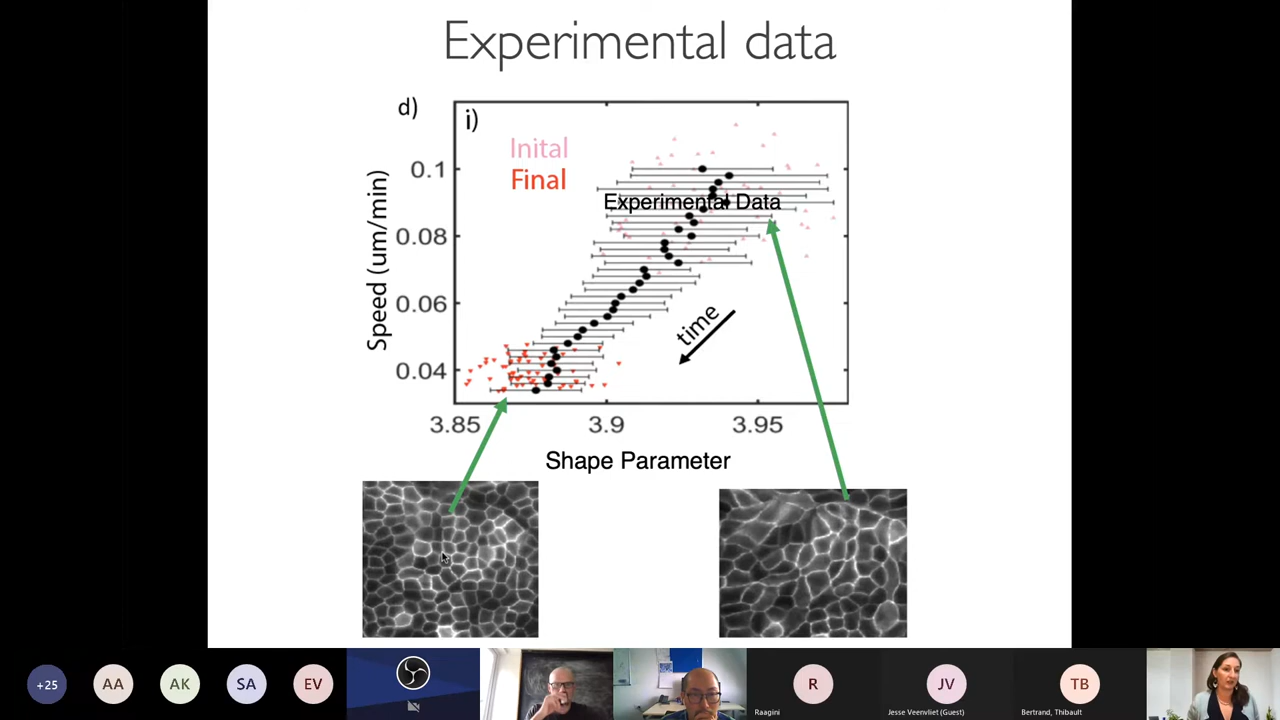 Experimental data
d)
i)
Inital
Final
0.1
0.08
0.06
0.04
Speed (um/min)
Experimental Data
time
3.85
3.9
3.95
Shape Parameter
+25
AA
AK
SA
EV
R
JV
TB
Raagini
Jesse Veenvliet (Guest)
Bertrand, Thibault